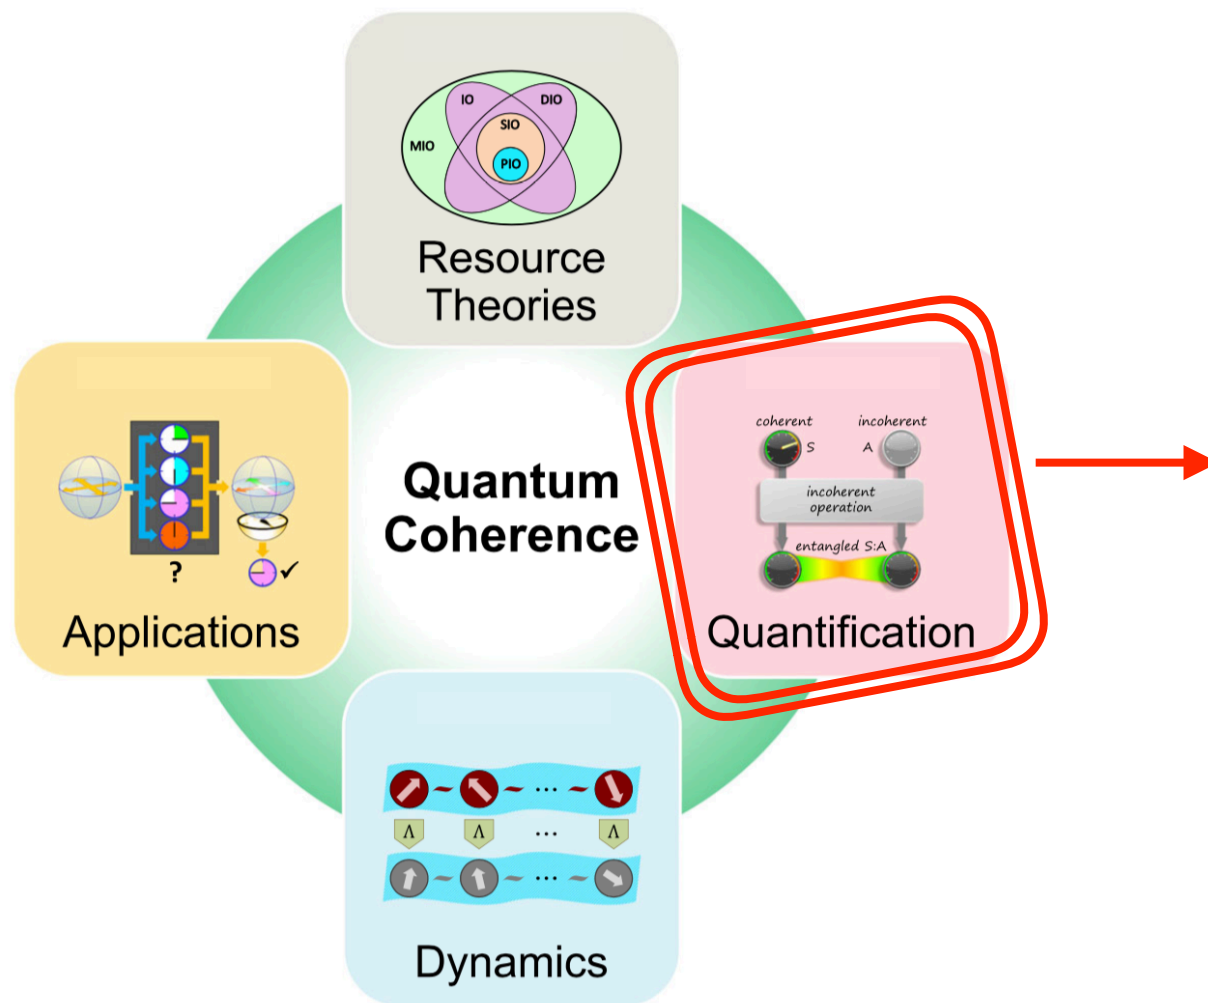 IO
DIO
SIO
MIO
PIO
Resource
Theories
Quantum
Coherence
?
✓
Applications
coherent
incoherent
S
A
incoherent
operation
entangled S:A
Quantification
~ ~ ... ~
Λ Λ ... Λ
~ ~ ... ~
Dynamics